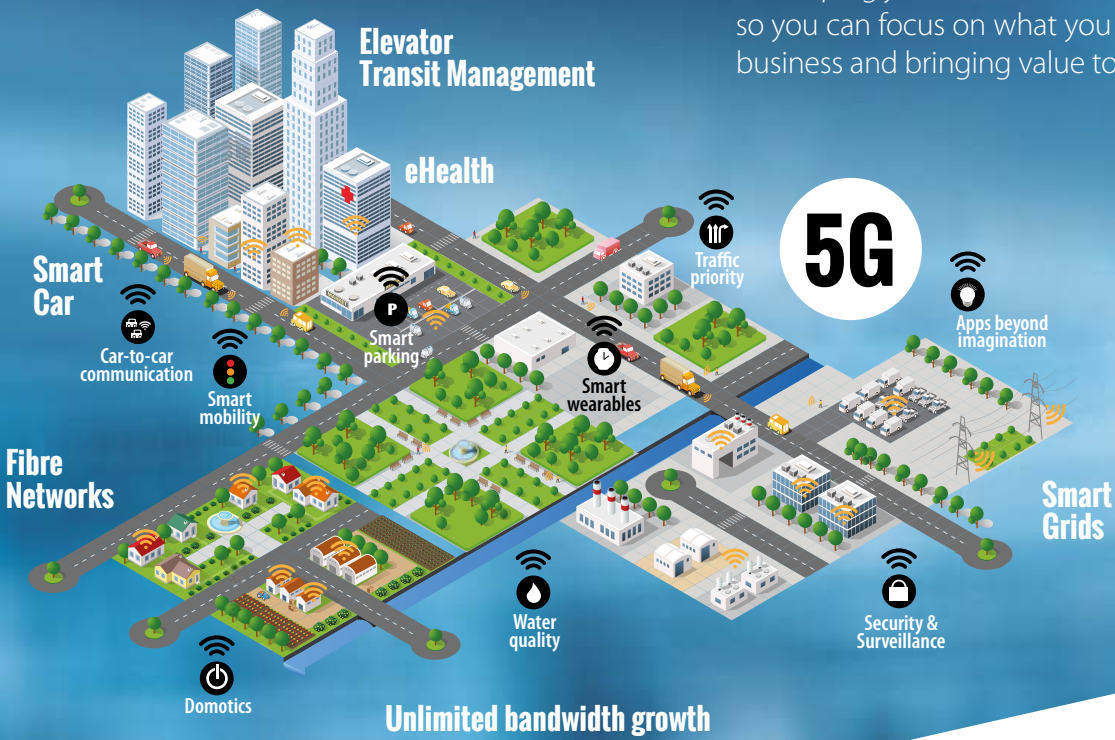 so you can focus on what you
business and bringing value to
Elevator
Transit Management
eHealth
5G
Traffic
priority
Smart
Car
Car-to-car
communication
Smart
mobility
P
Smart
parking
Smart
wearables
Apps beyond
imagination
Fibre
Networks
Smart
Grids
Water
quality
Security &
Surveillance
Domotics
Unlimited bandwidth growth